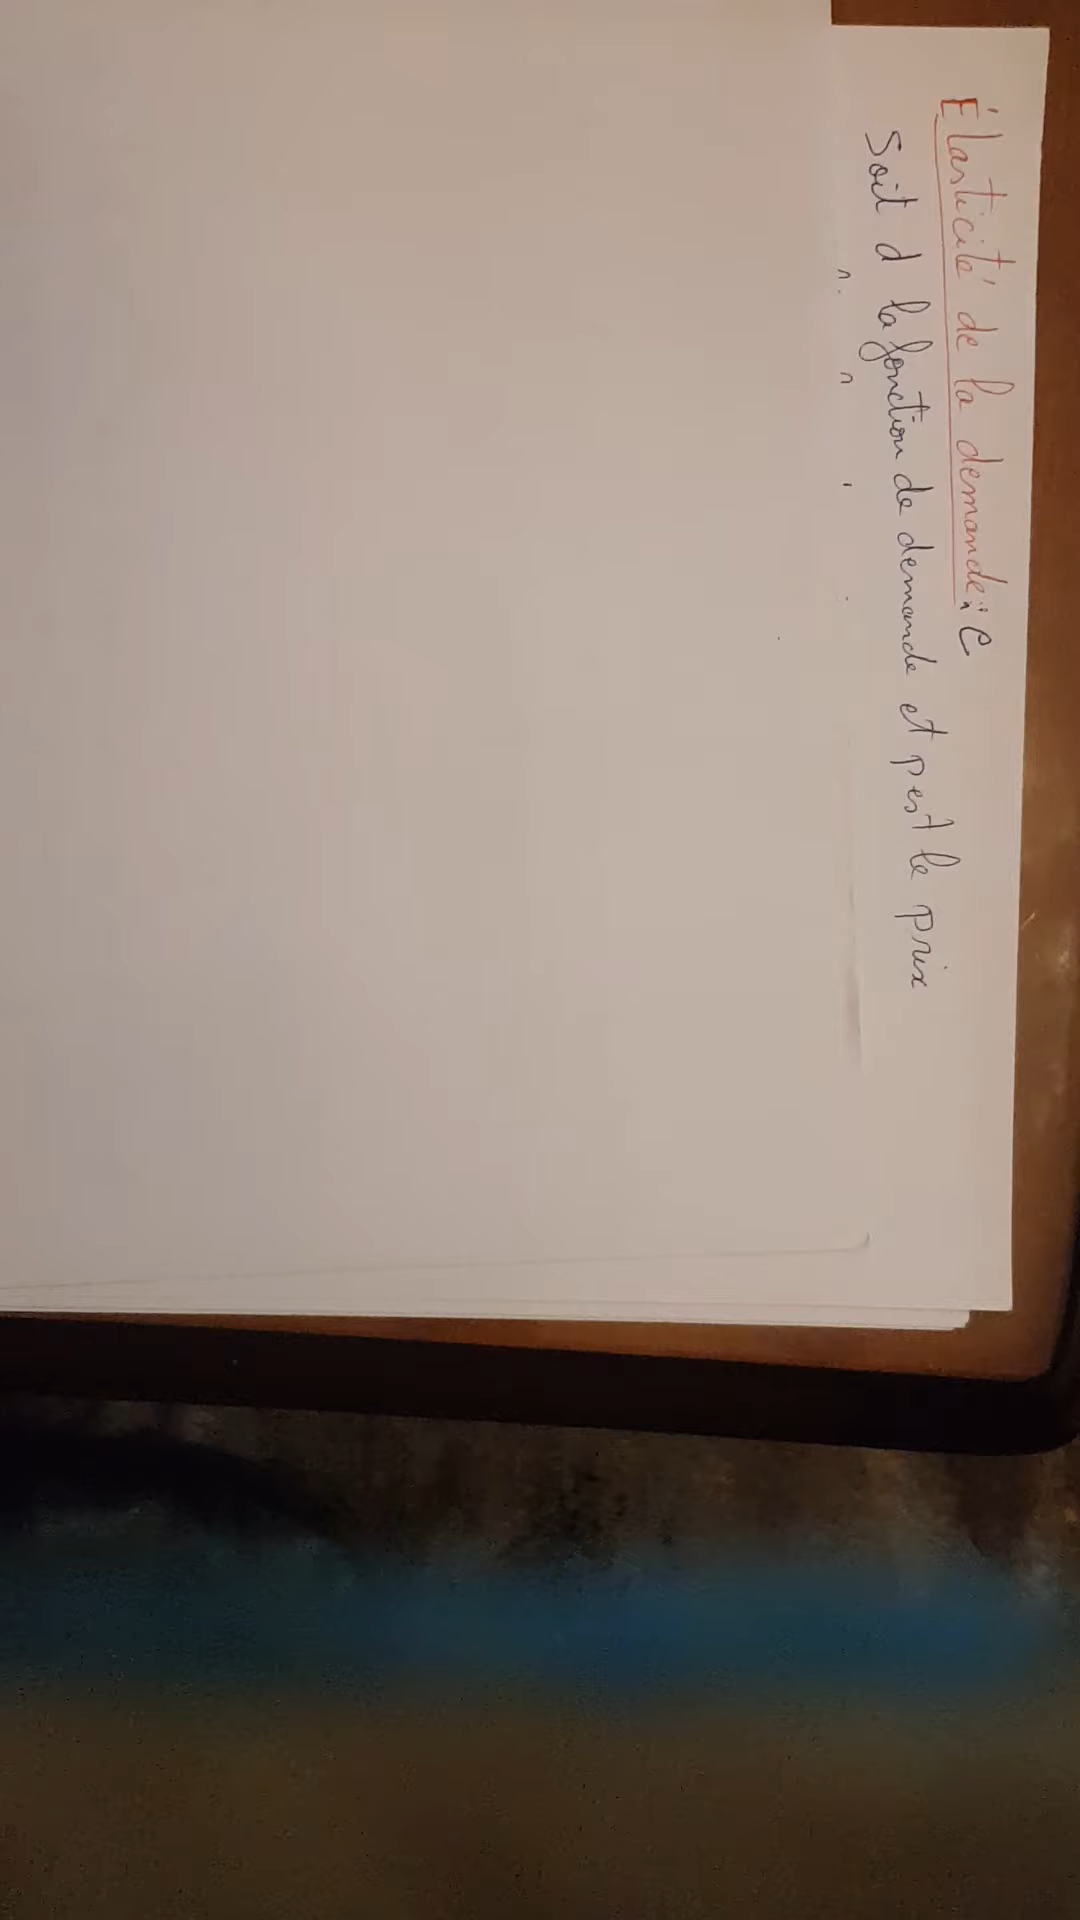 Élasticité de la demande: C
Soit d la fonction de demande et p est le prix